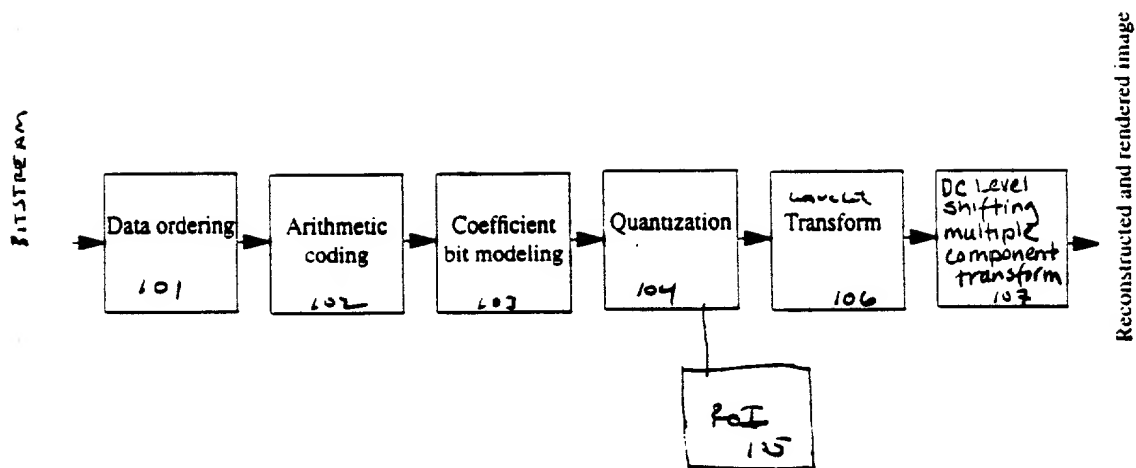 BITSTREAM
Data ordering
101
Arithmetic
coding
102
Coefficient
bit modeling
103
Quantization
104
wavelet
Transform
106
DC Level
shifting
multiple
component
transform
107
Reconstructed and rendered image
RoI
105